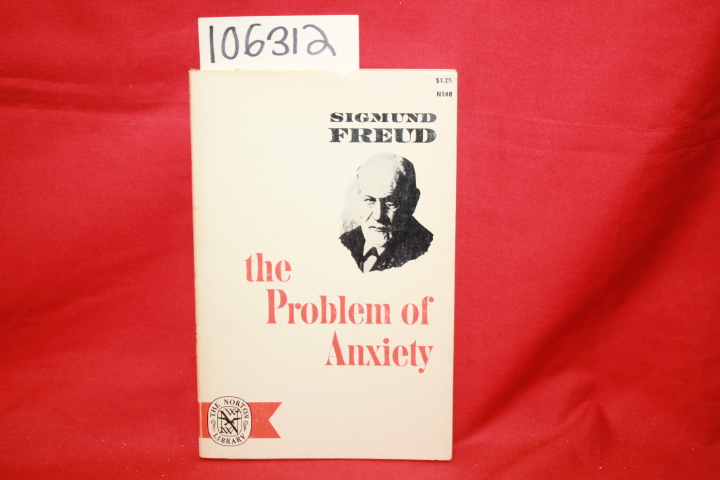 106312
$1.25
N148
SIGMUND
FREUD
the
Problem of
Anxiety
THE NORTON
LIBRARY